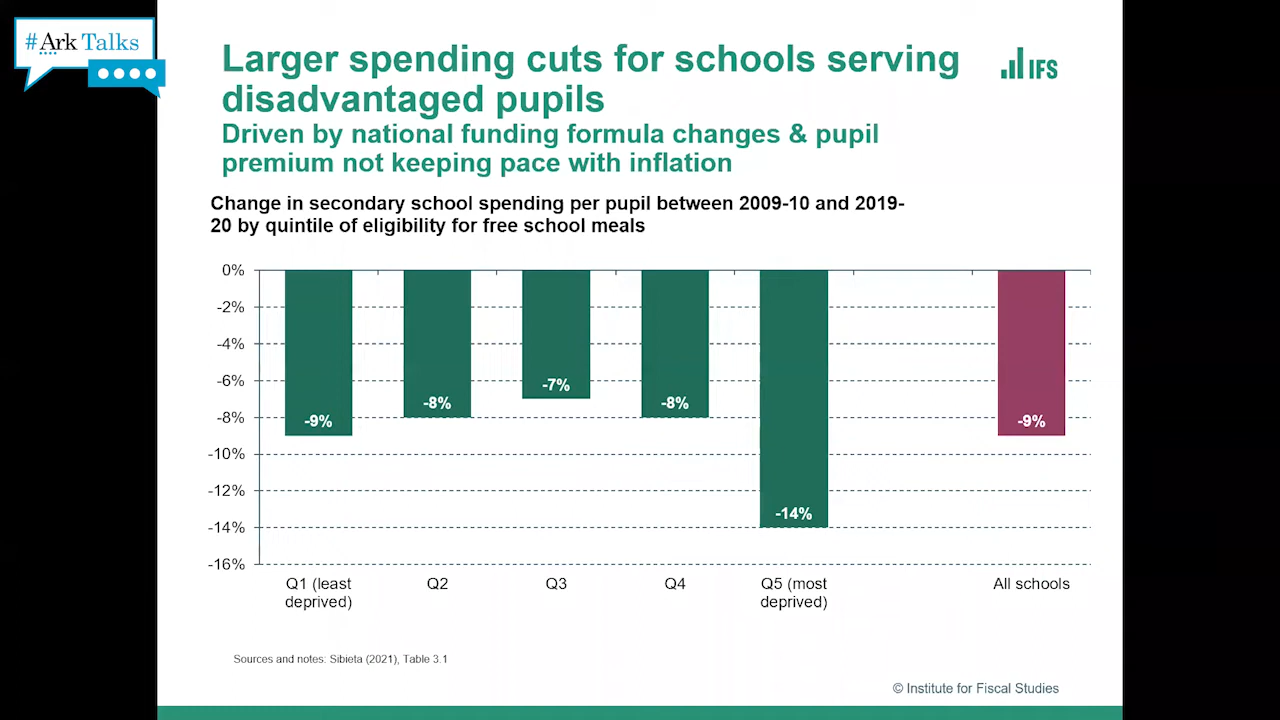 #Ark Talks
Larger spending cuts for schools serving
disadvantaged pupils
IFS
Driven by national funding formula changes & pupil
premium not keeping pace with inflation
Change in secondary school spending per pupil between 2009-10 and 2019-
20 by quintile of eligibility for free school meals
0%
-2%
-4%
-6%
-8%
-10%
-12%
-14%
-16%
-9%
-8%
-7%
-8%
-14%
-9%
Q1 (least
deprived)
Q2
Q3
Q4
Q5 (most
deprived)
All schools
Sources and notes: Sibieta (2021), Table 3.1
© Institute for Fiscal Studies